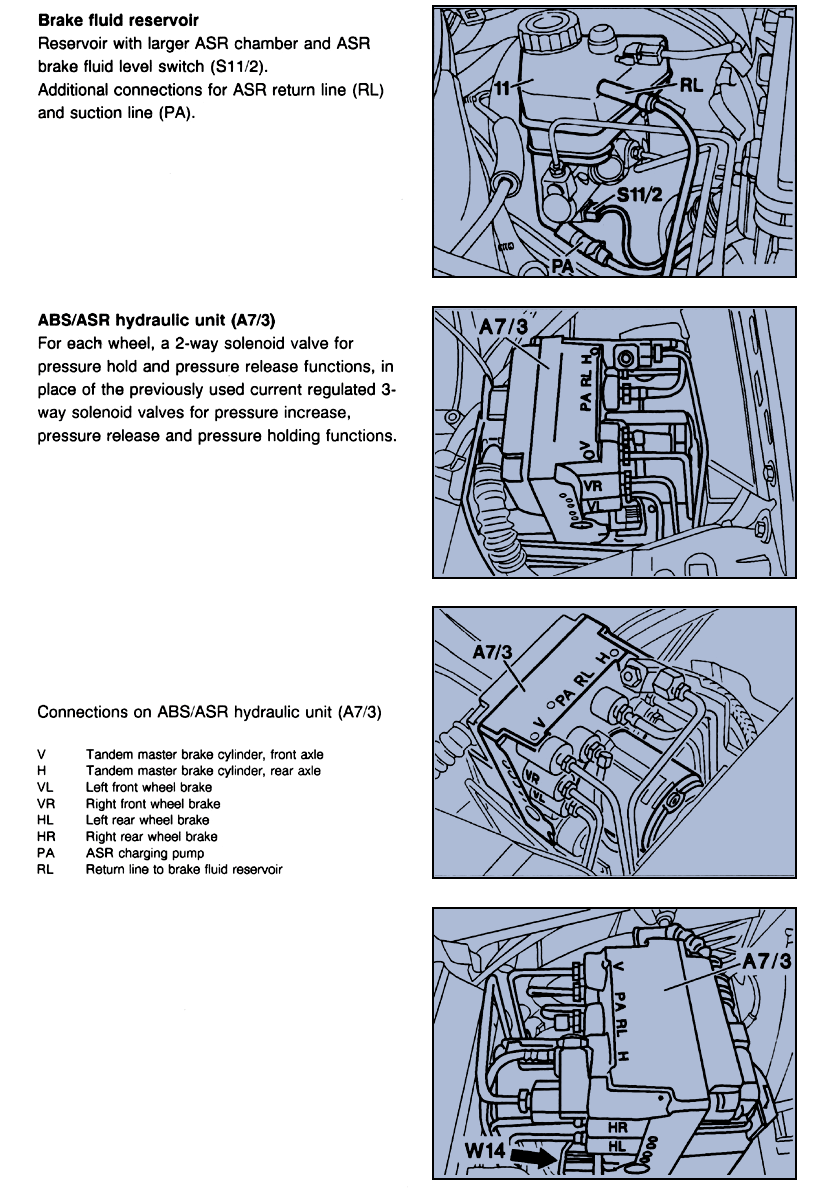 Brake fluid reservoir
Reservoir with larger ASR chamber and ASR
brake fluid level switch (S11/2).
Additional connections for ASR return line (RL)
and suction line (PA).
11
RL
S11/2
PA
ABS/ASR hydraulic unit (A7/3)
For each wheel, a 2-way solenoid valve for
pressure hold and pressure release functions, in
place of the previously used current regulated 3-
way solenoid valves for pressure increase,
pressure release and pressure holding functions.
A7/3
H
PA RL
V
VR
VL
Connections on ABS/ASR hydraulic unit (A7/3)
V Tandem master brake cylinder, front axle
H Tandem master brake cylinder, rear axle
VL Left front wheel brake
VR Right front wheel brake
HL Left rear wheel brake
HR Right rear wheel brake
PA ASR charging pump
RL Return line to brake fluid reservoir
A7/3
V PA RL H
VR
VL
A7/3
V
PA RL
H
HR
HL
W14